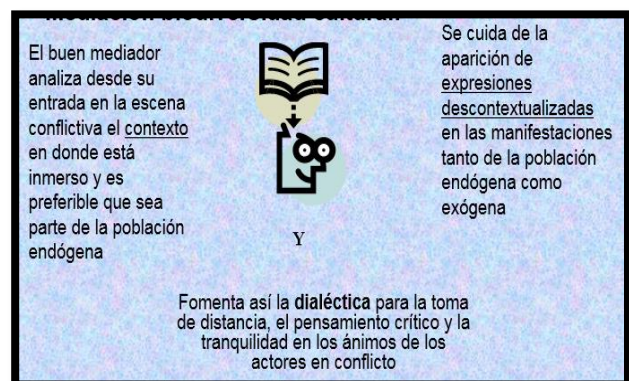 Mediación biodiversidad cultural:
El buen mediador
analiza desde su
entrada en la escena
conflictiva el contexto
en donde está
inmerso y es
preferible que sea
parte de la población
endógena
Se cuida de la
aparición de
expresiones
descontextualizadas
en las manifestaciones
tanto de la población
endógena como
exógena
Y
Fomenta así la dialéctica para la toma
de distancia, el pensamiento crítico y la
tranquilidad en los ánimos de los
actores en conflicto